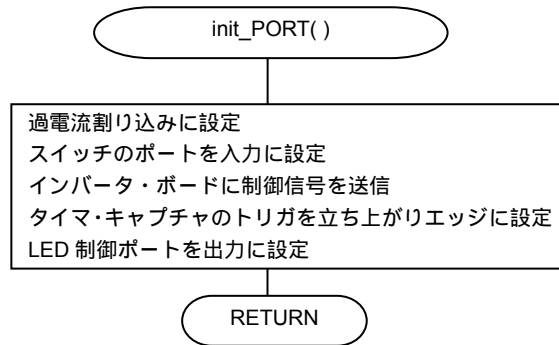 init_PORT( )
過電流割り込みに設定
スイッチのポートを入力に設定
インバータ・ボードに制御信号を送信
タイマ・キャプチャのトリガを立ち上がりエッジに設定
LED 制御ポートを出力に設定
RETURN